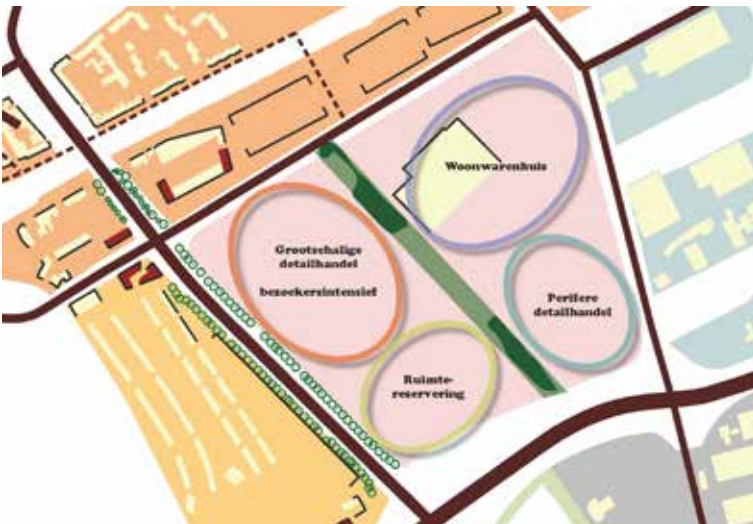 Woonwarenhuis
Grootschalige
detailhandel
bezoekersintensief
Perifere
detailhandel
Ruimte-
reservering